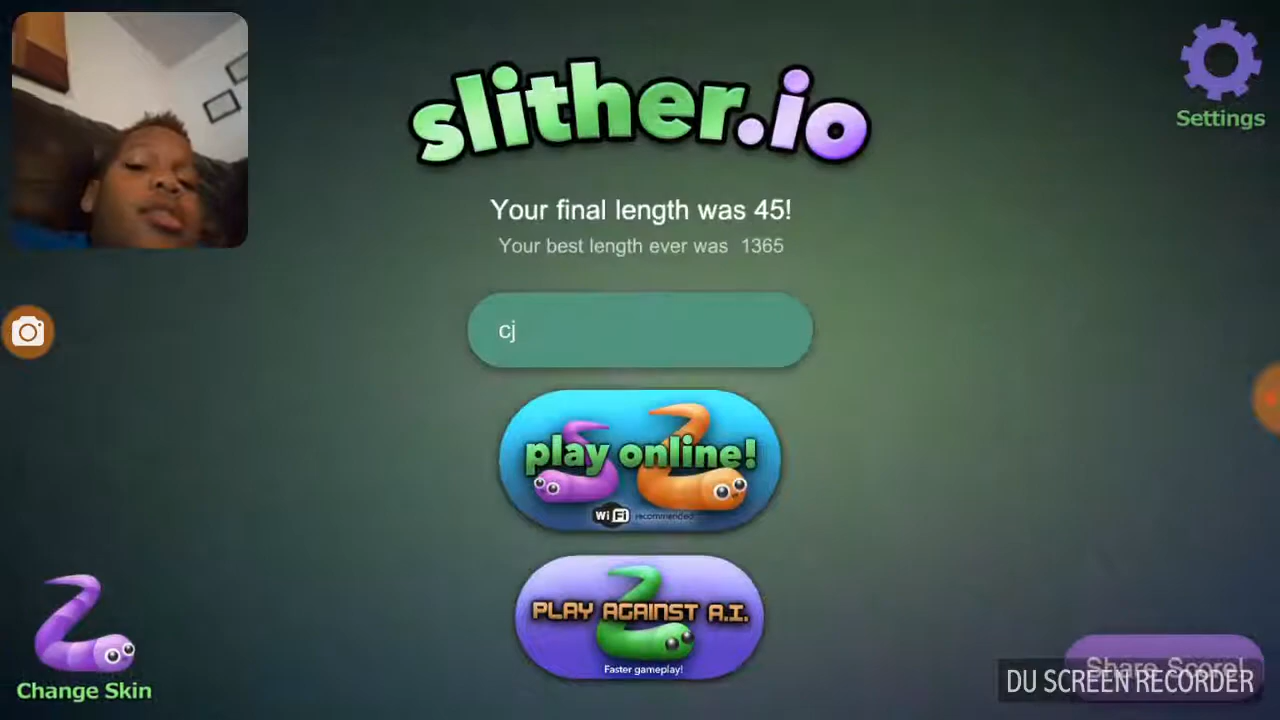 slither.io
Settings
Your final length was 45!
Your best length ever was 1365
cj
play online!
WiFi recommended
PLAY AGAINST A.I.
Faster gameplay!
Change Skin
Share Score!
DU SCREEN RECORDER